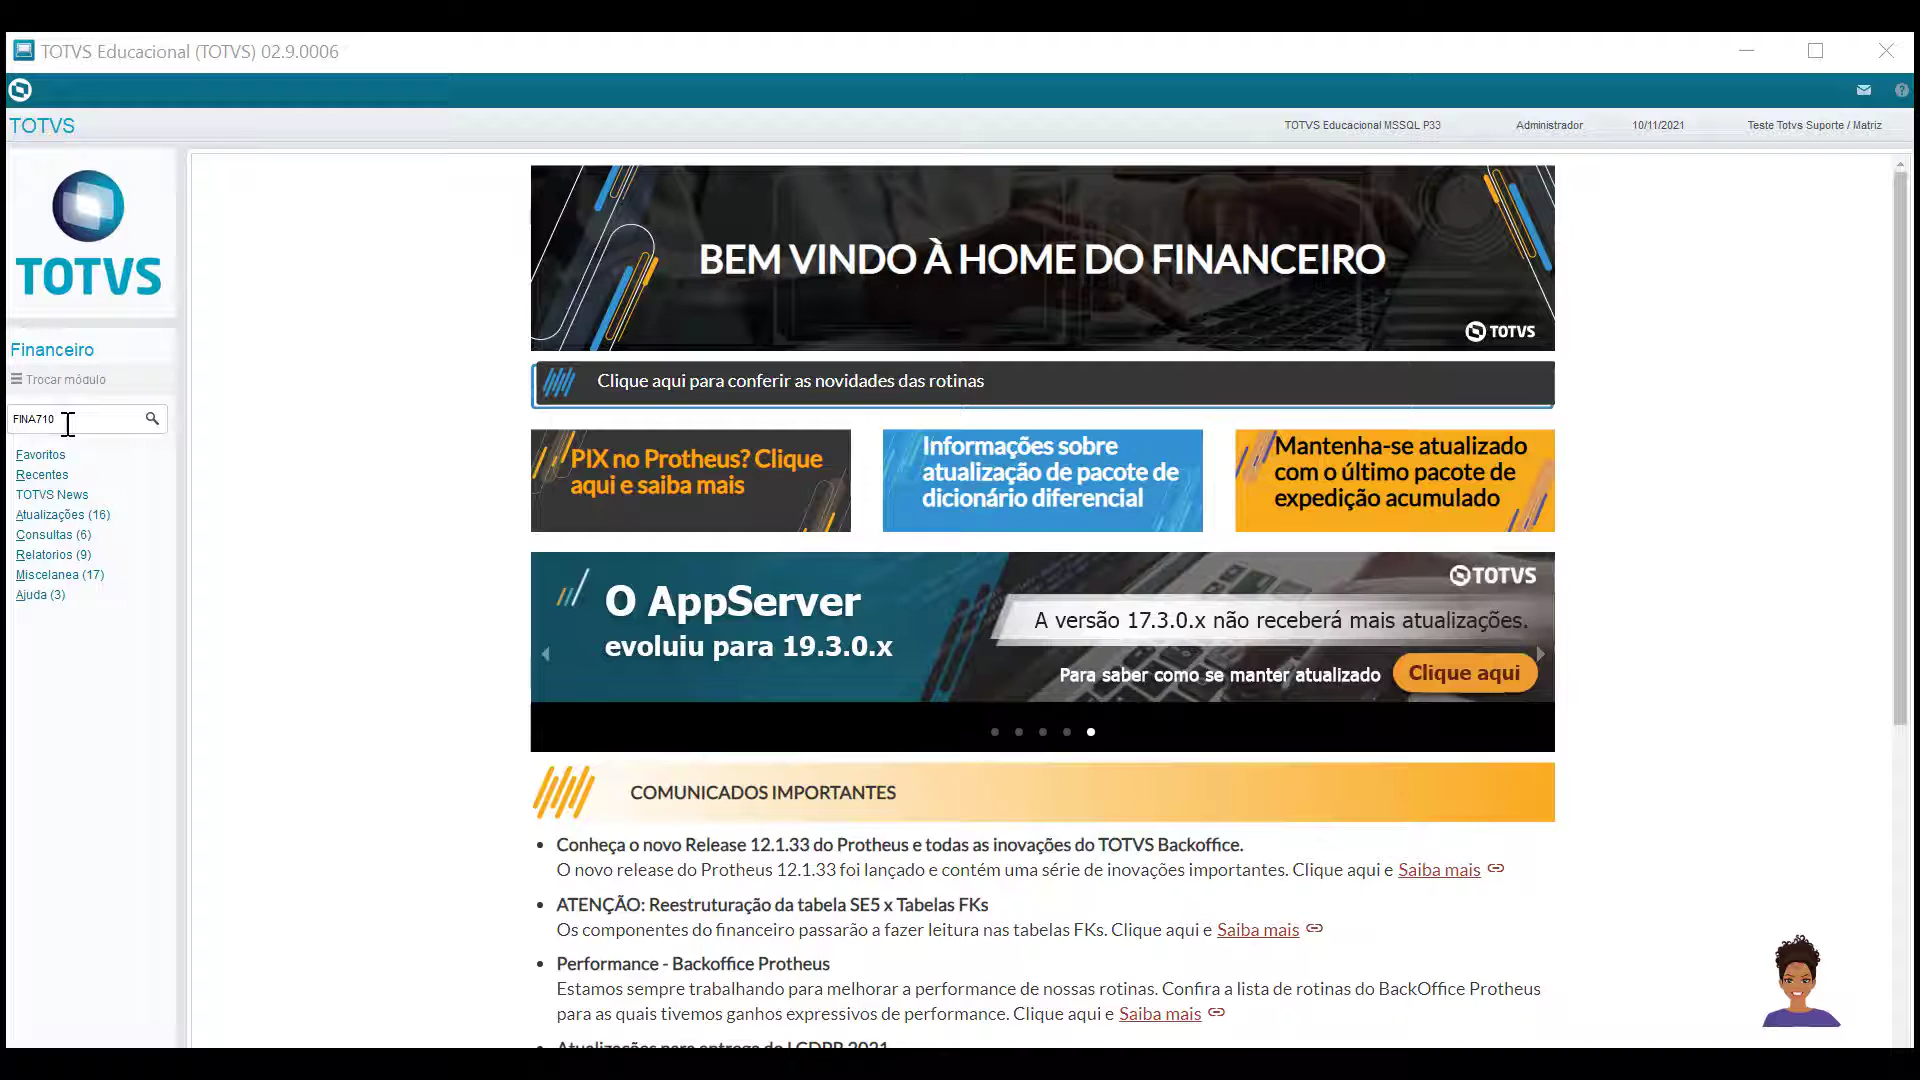 TOTVS Educacional (TOTVS) 02.9.0006
TOTVS
TOTVS Educacional MSSQL P33
Administrador
10/11/2021
Teste Totvs Suporte / Matriz
TOTVS
Financeiro
Trocar módulo
FINA710
Favoritos
Recentes
TOTVS News
Atualizações (16)
Consultas (6)
Relatorios (9)
Miscelanea (17)
Ajuda (3)
BEM VINDO À HOME DO FINANCEIRO
TOTVS
Clique aqui para conferir as novidades das rotinas
PIX no Protheus? Clique
aqui e saiba mais
Informações sobre
atualização de pacote de
dicionário diferencial
Mantenha-se atualizado
com o último pacote de
expedição acumulado
O AppServer
evoluiu para 19.3.0.x
TOTVS
A versão 17.3.0.x não receberá mais atualizações.
Para saber como se manter atualizado
Clique aqui
COMUNICADOS IMPORTANTES
Conheça o novo Release 12.1.33 do Protheus e todas as inovações do TOTVS Backoffice.
O novo release do Protheus 12.1.33 foi lançado e contém uma série de inovações importantes. Clique aqui e Saiba mais
ATENÇÃO: Reestruturação da tabela SE5 x Tabelas FKs
Os componentes do financeiro passarão a fazer leitura nas tabelas FKs. Clique aqui e Saiba mais
Performance - Backoffice Protheus
Estamos sempre trabalhando para melhorar a performance de nossas rotinas. Confira a lista de rotinas do BackOffice Protheus
para as quais tivemos ganhos expressivos de performance. Clique aqui e Saiba mais
Atualizações para entrega do LCDPR 2021